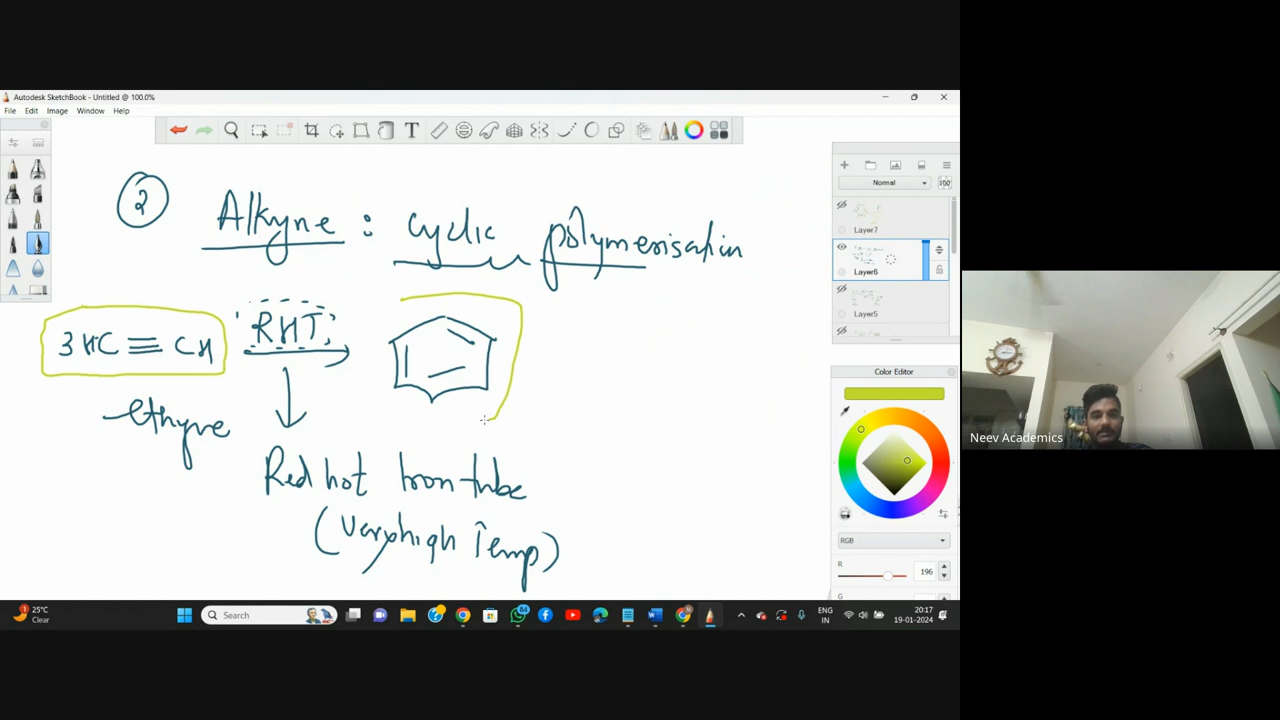 Autodesk SketchBook - Untitled @ 100.0%
File Edit Image Window Help
T
② Alkyne : cyclic polymerisation
3HC ≡ CH RHT
ethyne
Red hot Iron tube
(Very high Temp)
Normal 100
Layer7
Layer6
Layer5
Color Editor
RGB
R 196
G
Neev Academics
1
25°C
Clear
Search
84
ENG
IN
20:17
19-01-2024